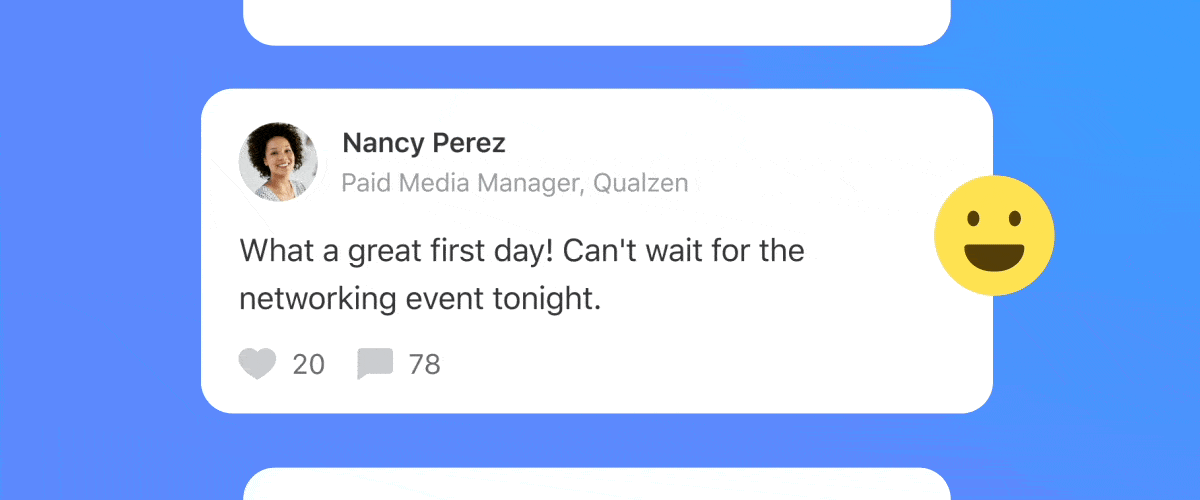 Nancy Perez
Paid Media Manager, Qualzen
What a great first day! Can't wait for the
networking event tonight.
20 78